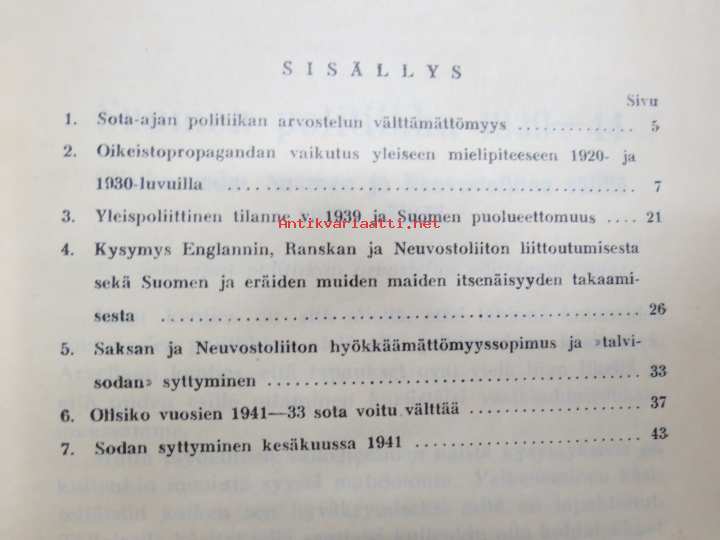 SISÄLLYS
Sivu
1. Sota-ajan politiikan arvostelun välttämättömyys .............. 5
2. Oikeistopropagandan vaikutus yleiseen mielipiteeseen 1920- ja
1930-luvuilla .................................................. 7
3. Yleispoliittinen tilanne v. 1939 ja Suomen puolueettomuus .... 21
Antikvariaatti.net
4. Kysymys Englannin, Ranskan ja Neuvostoliiton liittoutumisesta
sekä Suomen ja eräiden muiden maiden itsenäisyyden takaami-
sesta .................................................. 26
5. Saksan ja Neuvostoliiton hyökkäämättömyyssopimus ja »talvi-
sodan» syttyminen .................................................. 33
6. Olisiko vuosien 1941—33 sota voitu välttää .................. 37
7. Sodan syttyminen kesäkuussa 1941 .............................. 43